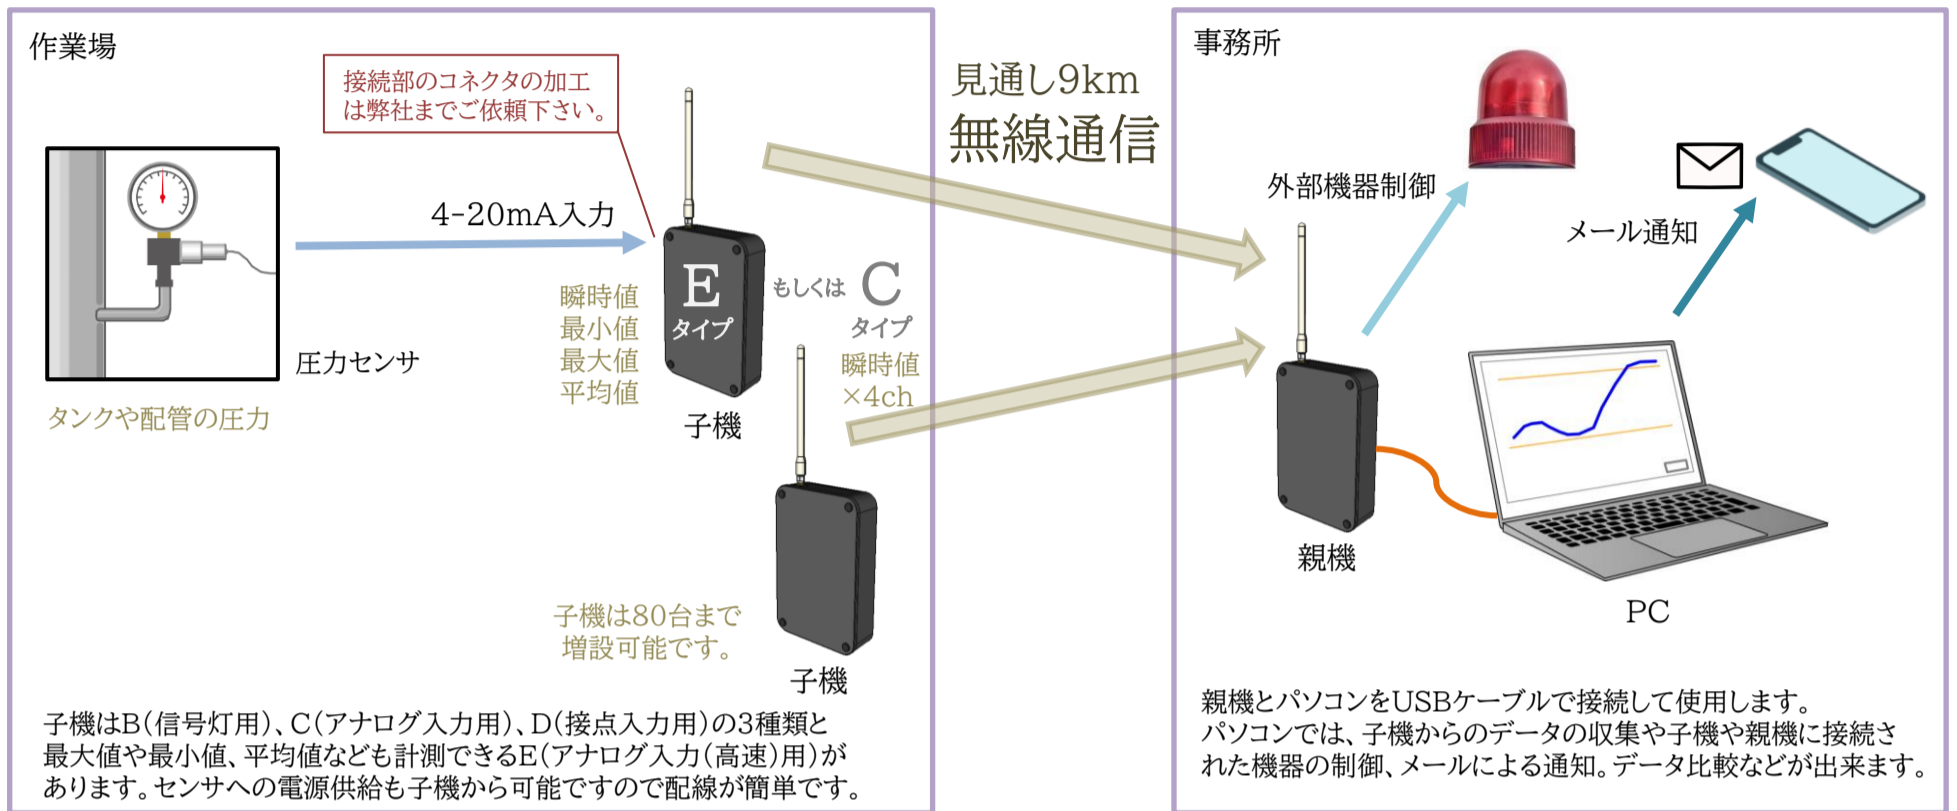 作業場
接続部のコネクタの加工
は弊社までご依頼下さい。
4-20mA入力
圧力センサ
タンクや配管の圧力
瞬時値
最小値
最大値
平均値
E
タイプ
もしくは
C
タイプ
瞬時値
×4ch
子機
子機は80台まで
増設可能です。
子機
子機はB(信号灯用)、C(アナログ入力用)、D(接点入力用)の3種類と
最大値や最小値、平均値なども計測できるE(アナログ入力(高速)用)が
あります。センサへの電源供給も子機から可能ですので配線が簡単です。
見通し9km
無線通信
事務所
外部機器制御
メール通知
親機
PC
親機とパソコンをUSBケーブルで接続して使用します。
パソコンでは、子機からのデータの収集や子機や親機に接続さ
れた機器の制御、メールによる通知。データ比較などが出来ます。